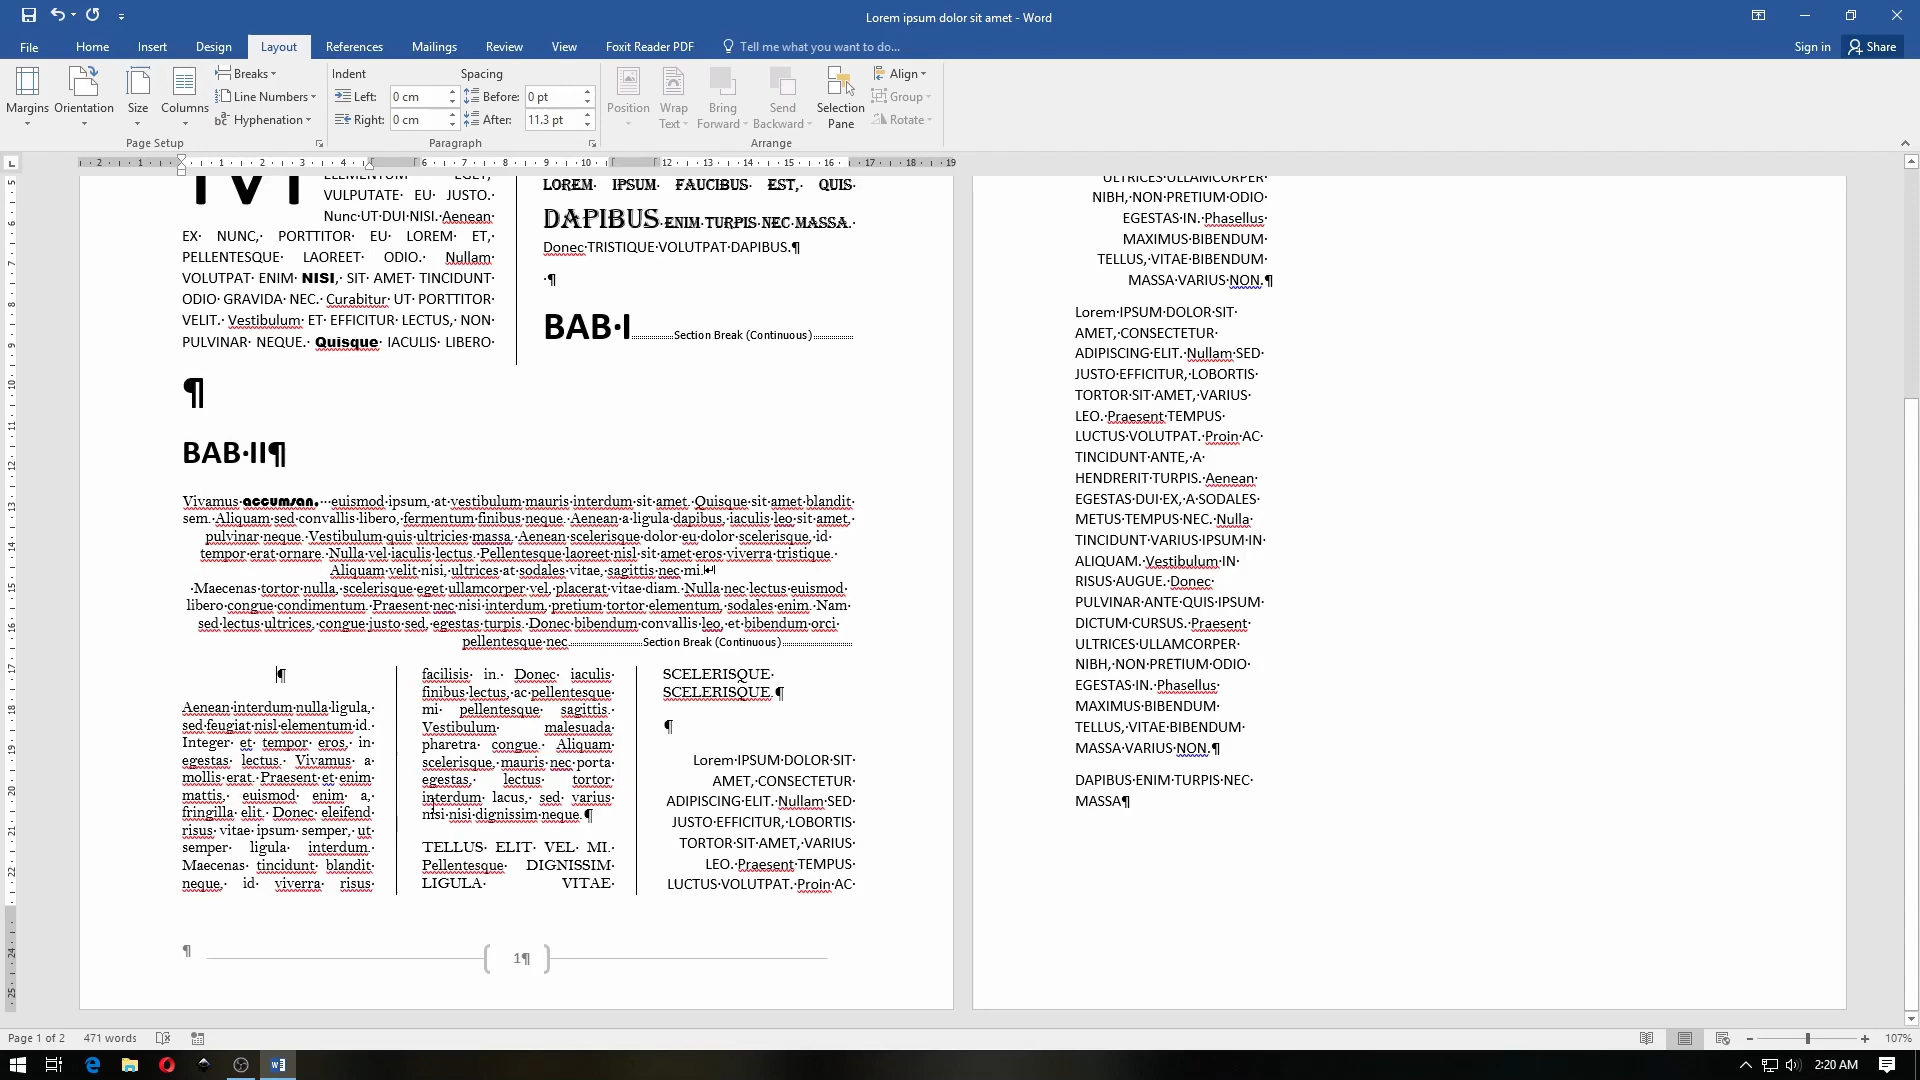 Lorem ipsum dolor sit amet - Word
File Home Insert Design Layout References Mailings Review View Foxit Reader PDF Tell me what you want to do...
Sign in Share
Margins
Orientation
Size
Columns
Breaks
Line Numbers
Hyphenation
Page Setup
Indent Spacing
Left: 0 cm Before: 0 pt
Right: 0 cm After: 11.3 pt
Paragraph
Position
Wrap Text
Bring Forward
Send Backward
Selection Pane
Align
Group
Rotate
Arrange
2 1 1 2 3 4 6 7 8 9 10 12 13 14 15 16 17 18 19
ELEMENTUM EGET,
VULPUTATE EU JUSTO.
Nunc UT DUI NISI. Aenean
EX NUNC, PORTTITOR EU LOREM ET,
PELLENTESQUE LAOREET ODIO. Nullam
VOLUTPAT ENIM NISI, SIT AMET TINCIDUNT
ODIO GRAVIDA NEC. Curabitur UT PORTTITOR
VELIT. Vestibulum ET EFFICITUR LECTUS, NON
PULVINAR NEQUE. Quisque IACULIS LIBERO
LOREM IPSUM FAUCIBUS EST, QUIS
DAPIBUS ENIM TURPIS NEC MASSA.
Donec TRISTIQUE VOLUTPAT DAPIBUS.¶
·¶
BAB·I Section Break (Continuous)
¶
BAB·II¶
Vivamus accumsan, euismod ipsum, at vestibulum mauris interdum sit amet. Quisque sit amet blandit
sem. Aliquam sed convallis libero, fermentum finibus neque. Aenean a ligula dapibus, iaculis leo sit amet,
pulvinar neque. Vestibulum quis ultricies massa. Aenean scelerisque dolor eu dolor scelerisque, id
tempor erat ornare. Nulla vel iaculis lectus. Pellentesque laoreet nisl sit amet eros viverra tristique.
Aliquam velit nisi, ultrices at sodales vitae, sagittis nec mi.↵
Maecenas tortor nulla, scelerisque eget ullamcorper vel, placerat vitae diam. Nulla nec lectus euismod
libero congue condimentum. Praesent nec nisi interdum, pretium tortor elementum, sodales enim. Nam
sed lectus ultrices, congue justo sed, egestas turpis. Donec bibendum convallis leo, et bibendum orci
pellentesque nec Section Break (Continuous)
¶
Aenean interdum nulla ligula,
sed feugiat nisl elementum id.
Integer et tempor eros, in
egestas lectus. Vivamus a
mollis erat. Praesent et enim
mattis, euismod enim a,
fringilla elit. Donec eleifend
risus vitae ipsum semper, ut
semper ligula interdum.
Maecenas tincidunt blandit
neque, id viverra risus
facilisis in. Donec iaculis
finibus lectus, ac pellentesque
mi pellentesque sagittis.
Vestibulum malesuada
pharetra congue. Aliquam
scelerisque, mauris nec porta
egestas, lectus tortor
interdum lacus, sed varius
nisi nisi dignissim neque.¶
TELLUS ELIT VEL MI.
Pellentesque DIGNISSIM
LIGULA VITAE
SCELERISQUE
SCELERISQUE.¶
¶
Lorem IPSUM DOLOR SIT
AMET, CONSECTETUR
ADIPISCING ELIT. Nullam SED
JUSTO EFFICITUR, LOBORTIS
TORTOR SIT AMET, VARIUS
LEO. Praesent TEMPUS
LUCTUS VOLUTPAT. Proin AC
¶
1¶
ULTRICES ULLAMCORPER
NIBH, NON PRETIUM ODIO
EGESTAS IN. Phasellus
MAXIMUS BIBENDUM
TELLUS, VITAE BIBENDUM
MASSA VARIUS NON.¶
Lorem IPSUM DOLOR SIT
AMET, CONSECTETUR
ADIPISCING ELIT. Nullam SED
JUSTO EFFICITUR, LOBORTIS
TORTOR SIT AMET, VARIUS
LEO. Praesent TEMPUS
LUCTUS VOLUTPAT. Proin AC
TINCIDUNT ANTE, A
HENDRERIT TURPIS. Aenean
EGESTAS DUI EX, A SODALES
METUS TEMPUS NEC. Nulla
TINCIDUNT VARIUS IPSUM IN
ALIQUAM. Vestibulum IN
RISUS AUGUE. Donec
PULVINAR ANTE QUIS IPSUM
DICTUM CURSUS. Praesent
ULTRICES ULLAMCORPER
NIBH, NON PRETIUM ODIO
EGESTAS IN. Phasellus
MAXIMUS BIBENDUM
TELLUS, VITAE BIBENDUM
MASSA VARIUS NON.¶
DAPIBUS ENIM TURPIS NEC
MASSA¶
Page 1 of 2 471 words
107%
2:20 AM